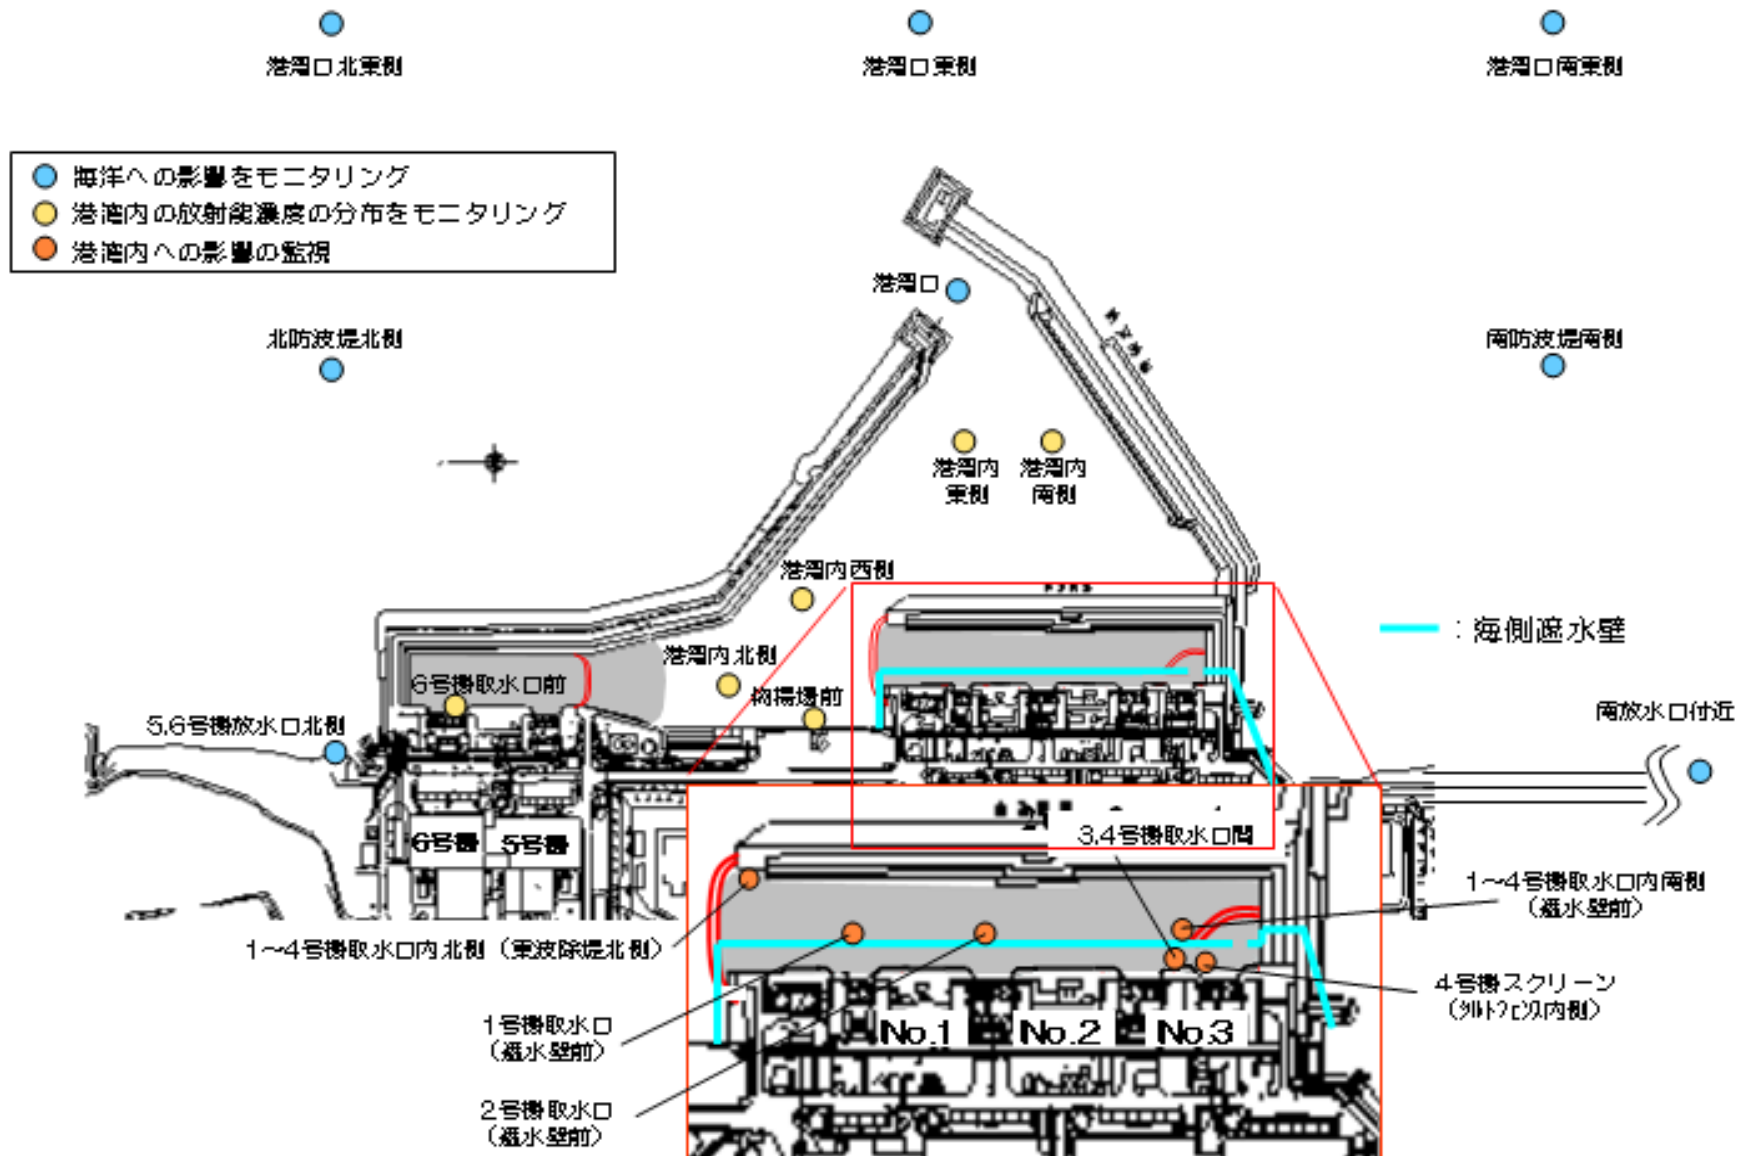 港湾口北東側
港湾口東側
港湾口南東側
海洋への影響をモニタリング
港湾内の放射能濃度の分布をモニタリング
港湾内への影響の監視
港湾口
北防波堤北側
南防波堤南側
港湾内
東側
港湾内
南側
港湾内西側
：海側遮水壁
港湾内北側
6号機取水口前
物揚場前
5,6号機放水口北側
南放水口付近
6号機
5号機
3,4号機取水口間
1～4号機取水口内南側
（遮水壁前）
1～4号機取水口内北側（東波除堤北側）
4号機スクリーン
（シルトフェンス内側）
1号機取水口
（遮水壁前）
No.1
No.2
No.3
2号機取水口
（遮水壁前）